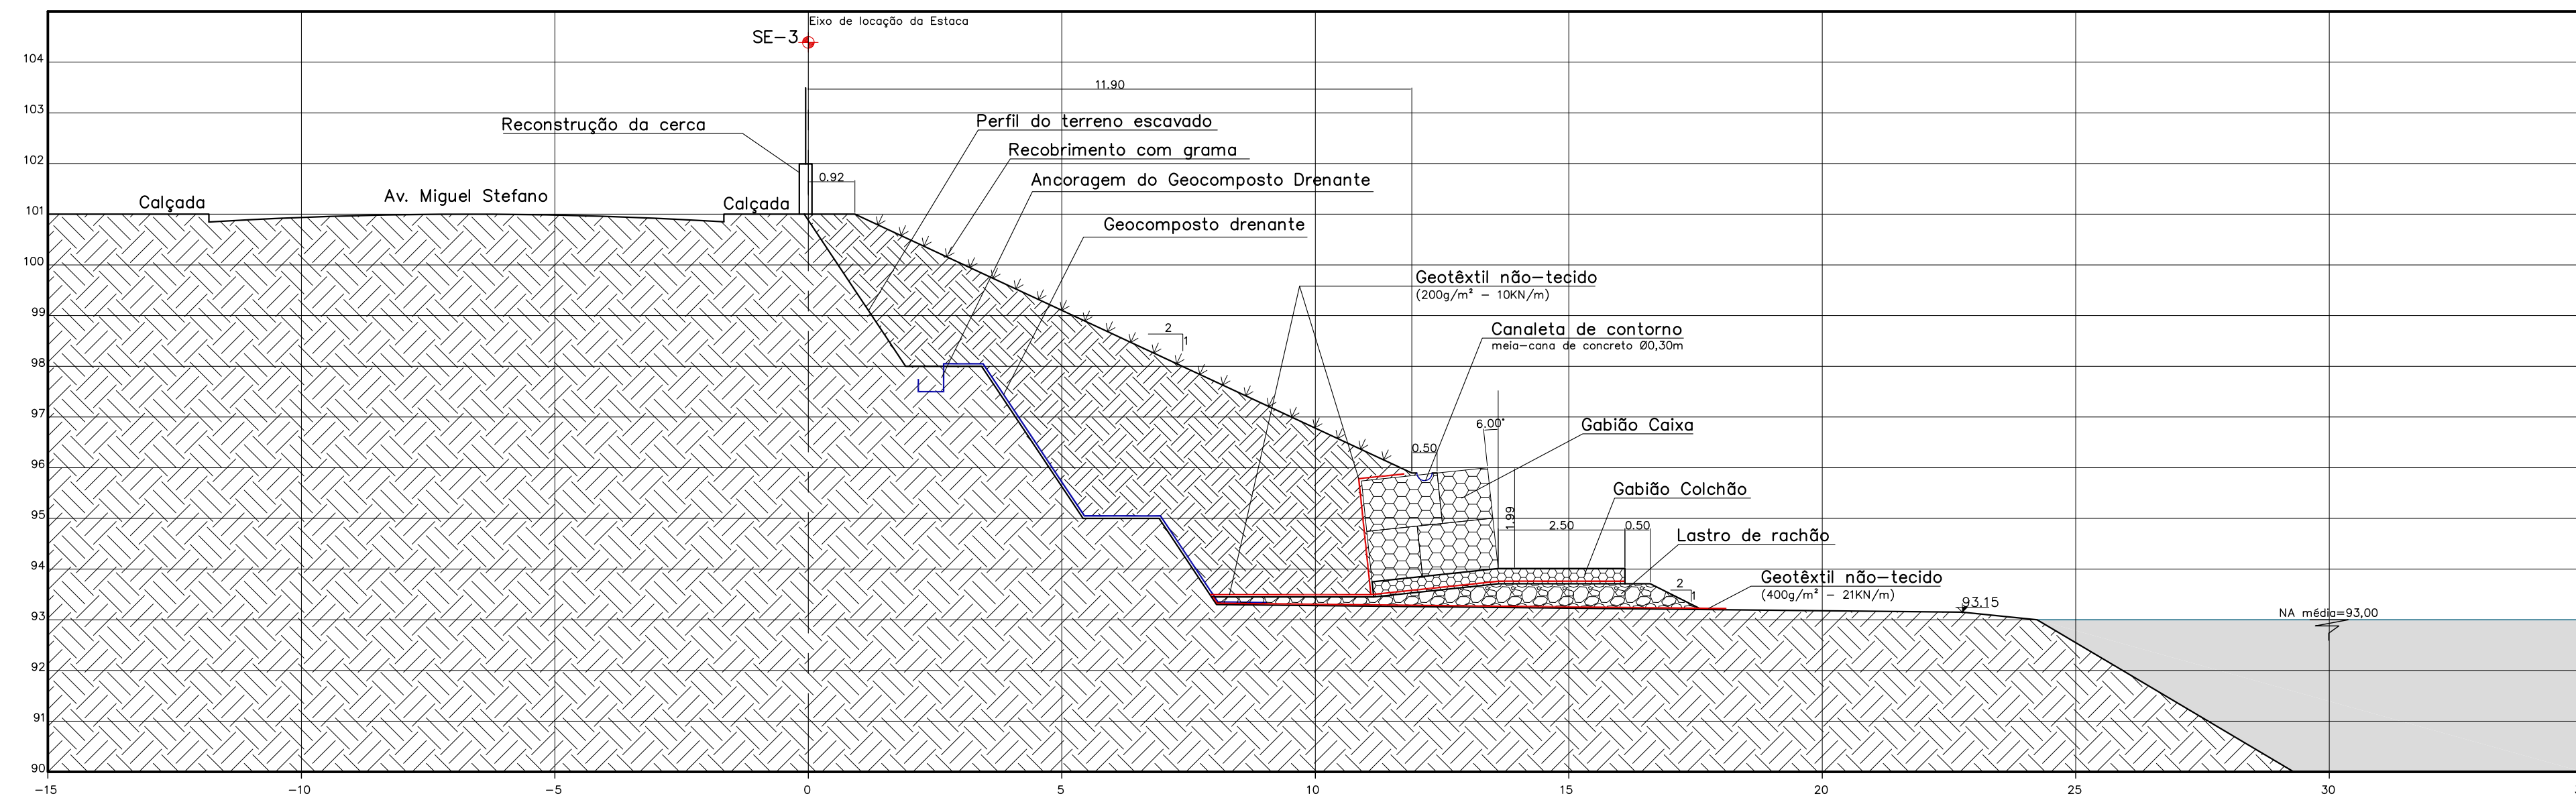 Eixo de locação da Estaca
SE-3
104
11.90
103
Reconstrução da cerca
Perfil do terreno escavado
Recobrimento com grama
102
0.92
Ancoragem do Geocomposto Drenante
Calçada
Av. Miguel Stefano
Calçada
101
Geocomposto drenante
100
Geotêxtil não-tecido
(200g/m² - 10KN/m)
99
2
1
Canaleta de contorno
meia-cana de concreto Ø0,30m
98
97
6.00°
Gabião Caixa
0.50
96
Gabião Colchão
95
1.99
2.50
0.50
Lastro de rachão
94
Geotêxtil não-tecido
(400g/m² - 21KN/m)
2
1
93.15
NA média=93,00
93
92
91
90
-15
-10
-5
0
5
10
15
20
25
30